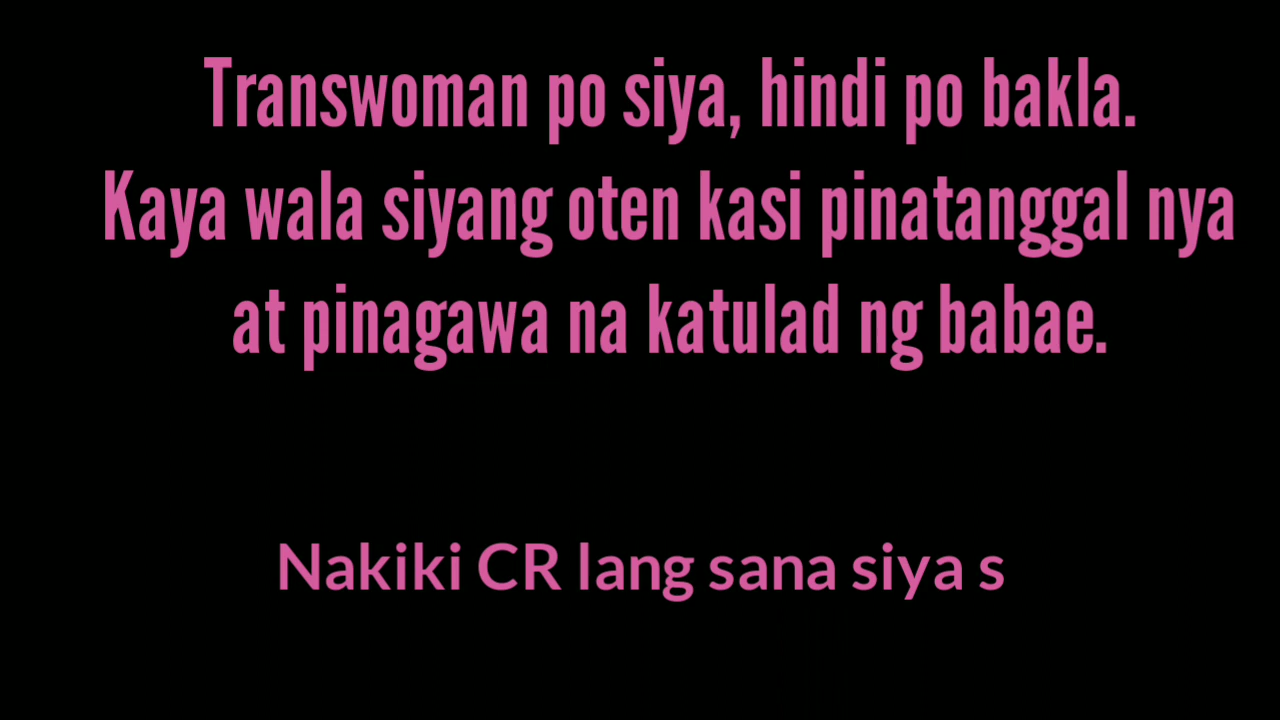 Transwoman po siya, hindi po bakla.
Kaya wala siyang oten kasi pinatanggal nya
at pinagawa na katulad ng babae.
Nakiki CR lang sana siya s